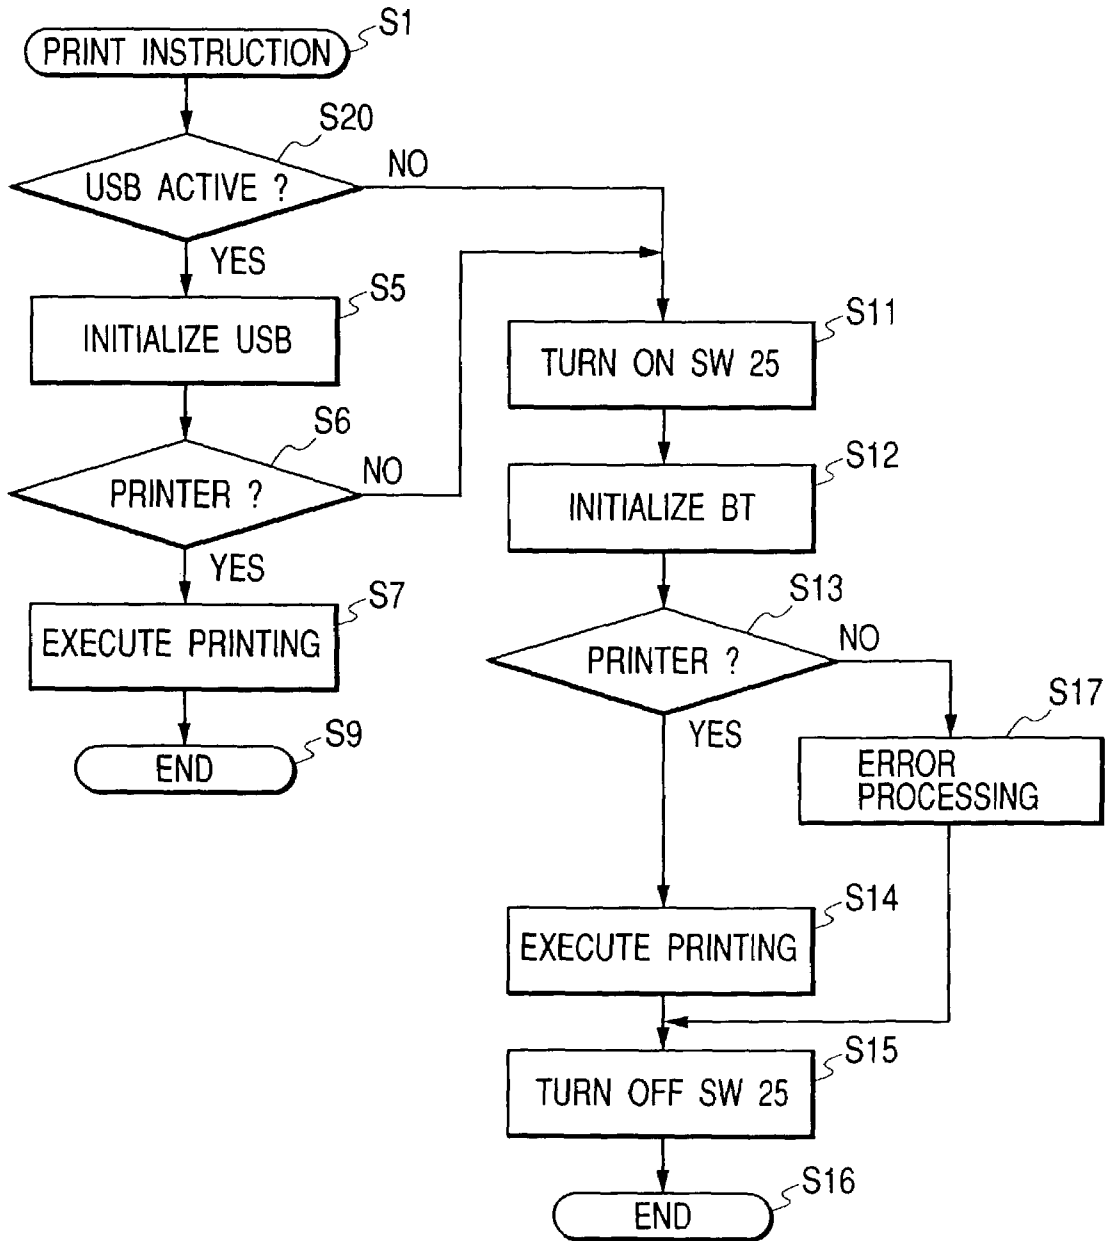 S1
PRINT INSTRUCTION
S20
USB ACTIVE ?
NO
YES
S5
INITIALIZE USB
S6
PRINTER ?
NO
YES
S7
EXECUTE PRINTING
S9
END
S11
TURN ON SW 25
S12
INITIALIZE BT
S13
PRINTER ?
NO
YES
S17
ERROR
PROCESSING
S14
EXECUTE PRINTING
S15
TURN OFF SW 25
S16
END